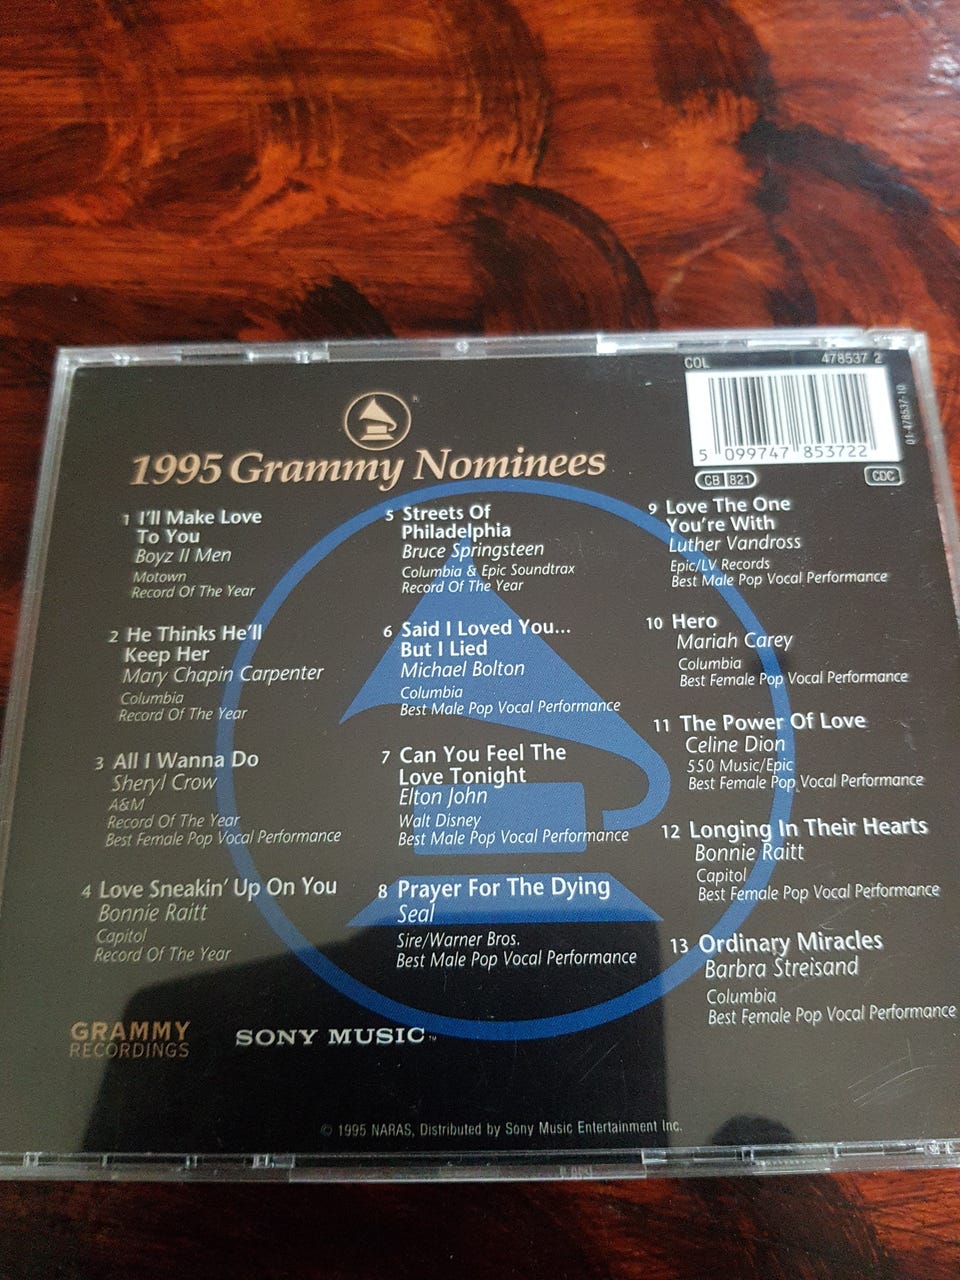 COL 478537 2
5 099747 853722
01-478537-10
CB 821
CDC
®
1995 Grammy Nominees
1 I'll Make Love
To You
Boyz II Men
Motown
Record Of The Year
2 He Thinks He'll
Keep Her
Mary Chapin Carpenter
Columbia
Record Of The Year
3 All I Wanna Do
Sheryl Crow
A&M
Record Of The Year
Best Female Pop Vocal Performance
4 Love Sneakin' Up On You
Bonnie Raitt
Capitol
Record Of The Year
5 Streets Of
Philadelphia
Bruce Springsteen
Columbia & Epic Soundtrax
Record Of The Year
6 Said I Loved You...
But I Lied
Michael Bolton
Columbia
Best Male Pop Vocal Performance
7 Can You Feel The
Love Tonight
Elton John
Walt Disney
Best Male Pop Vocal Performance
8 Prayer For The Dying
Seal
Sire/Warner Bros.
Best Male Pop Vocal Performance
9 Love The One
You're With
Luther Vandross
Epic/LV Records
Best Male Pop Vocal Performance
10 Hero
Mariah Carey
Columbia
Best Female Pop Vocal Performance
11 The Power Of Love
Celine Dion
550 Music/Epic
Best Female Pop Vocal Performance
12 Longing In Their Hearts
Bonnie Raitt
Capitol
Best Female Pop Vocal Performance
13 Ordinary Miracles
Barbra Streisand
Columbia
Best Female Pop Vocal Performance
GRAMMY
RECORDINGS
SONY MUSIC™
© 1995 NARAS, Distributed by Sony Music Entertainment Inc.